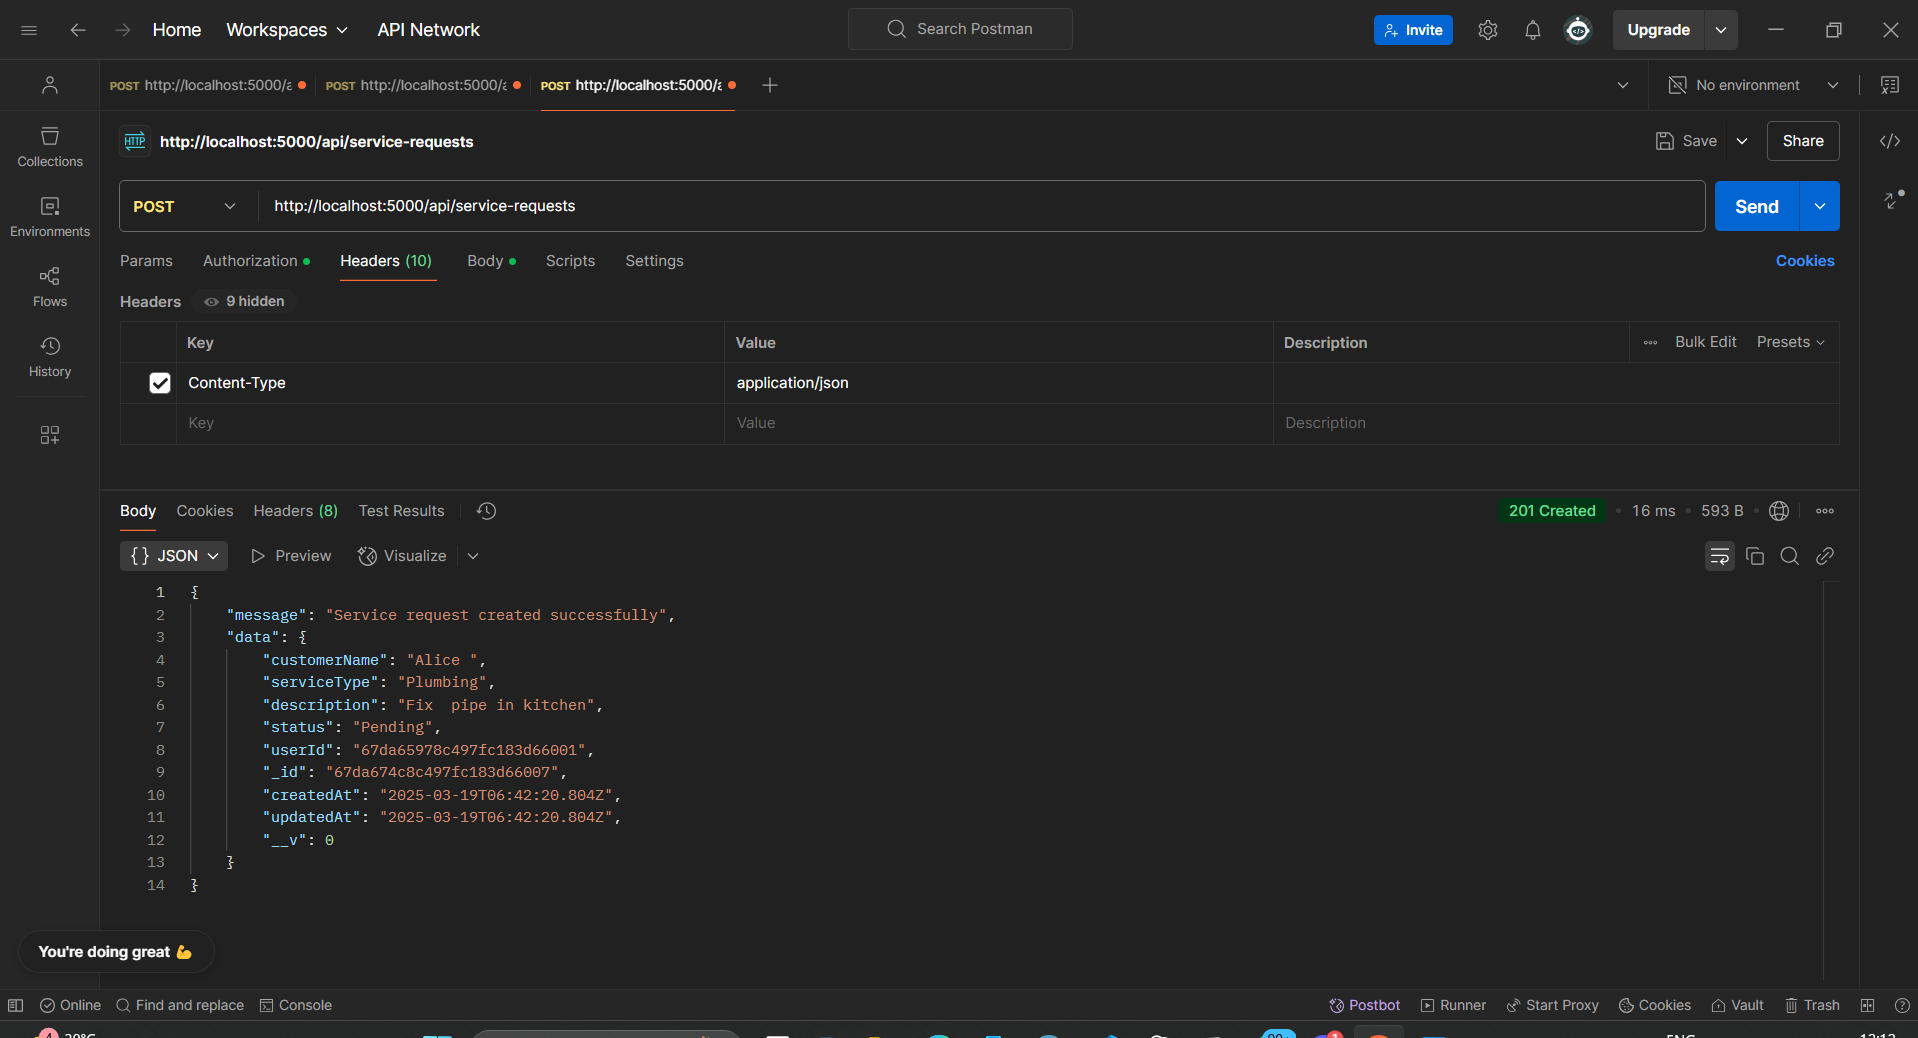 Home Workspaces API Network Search Postman Invite Upgrade
POST http://localhost:5000/a POST http://localhost:5000/a POST http://localhost:5000/a No environment
HTTP http://localhost:5000/api/service-requests Save Share
POST http://localhost:5000/api/service-requests Send
Params Authorization Headers (10) Body Scripts Settings Cookies
Headers 9 hidden
Key Value Description Bulk Edit Presets
Content-Type application/json
Key Value Description
Collections
Environments
Flows
History
Body Cookies Headers (8) Test Results 201 Created • 16 ms • 593 B •
{} JSON Preview Visualize
1 {
2 "message": "Service request created successfully",
3 "data": {
4 "customerName": "Alice ",
5 "serviceType": "Plumbing",
6 "description": "Fix  pipe in kitchen",
7 "status": "Pending",
8 "userId": "67da65978c497fc183d66001",
9 "_id": "67da674c8c497fc183d66007",
10 "createdAt": "2025-03-19T06:42:20.804Z",
11 "updatedAt": "2025-03-19T06:42:20.804Z",
12 "__v": 0
13 }
14 }
You're doing great 💪
Online Find and replace Console Postbot Runner Start Proxy Cookies Vault Trash